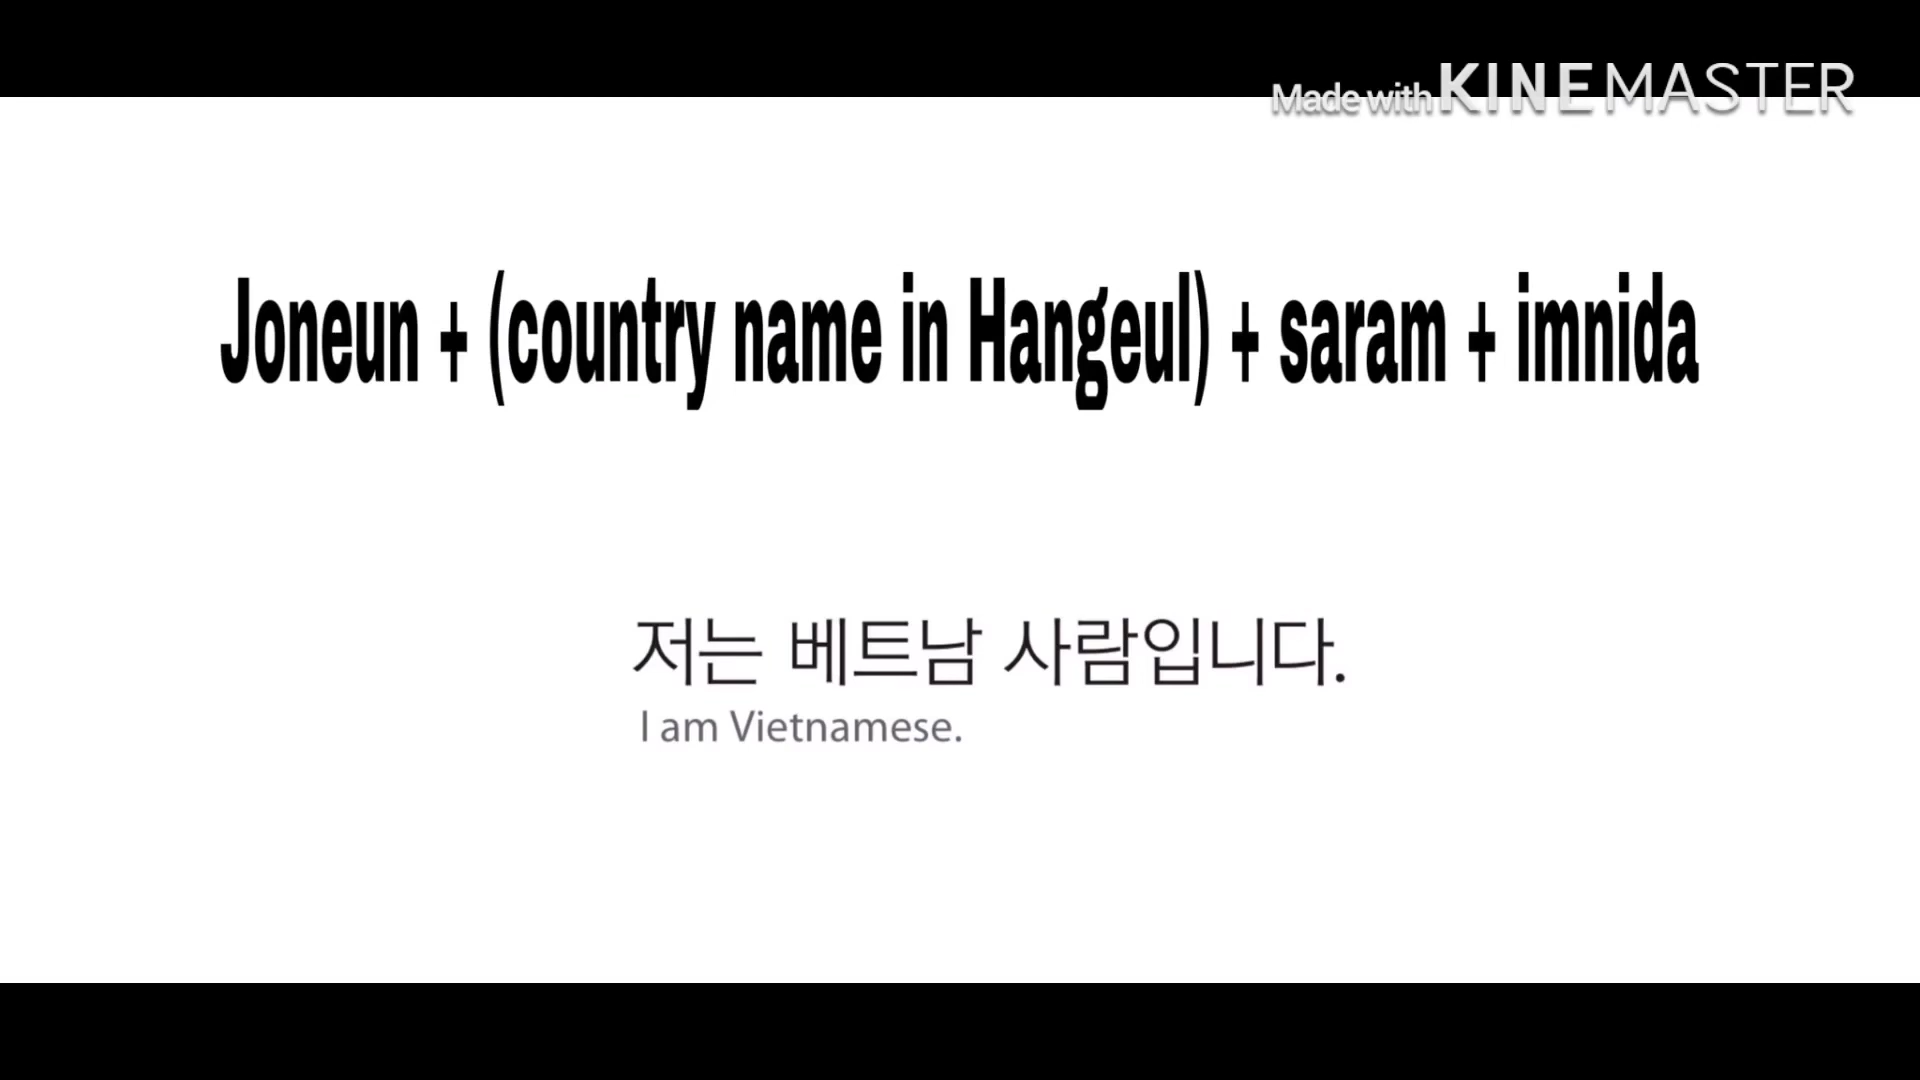 Made with KINEMASTER
Joneun + (country name in Hangeul) + saram + imnida
저는 베트남 사람입니다.
I am Vietnamese.